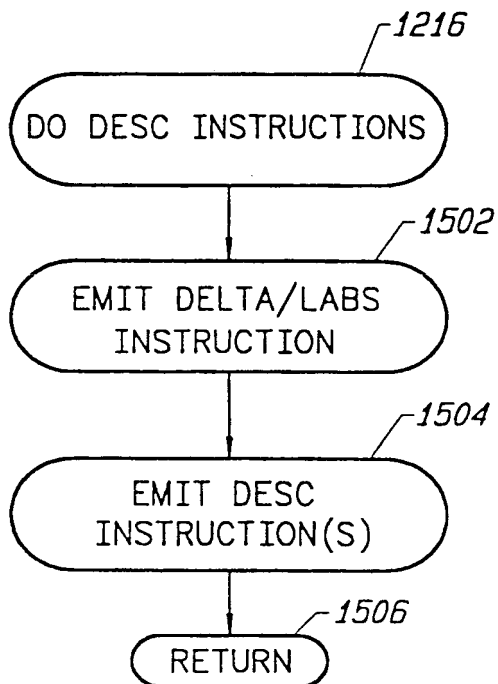 1216
DO DESC INSTRUCTIONS
1502
EMIT DELTA/LABS
INSTRUCTION
1504
EMIT DESC
INSTRUCTION(S)
1506
RETURN